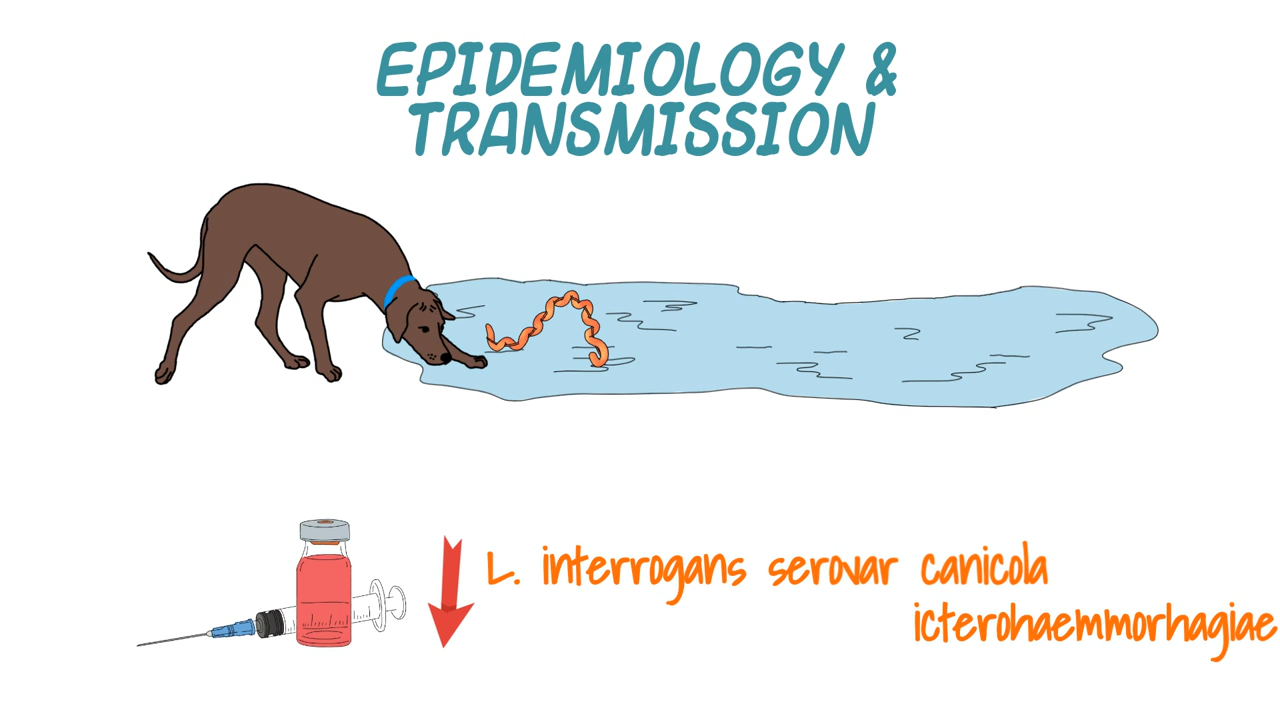 EPIDEMIOLOGY &
TRANSMISSION
L. interrogans serovar canicola
icterohaemmorhagiae